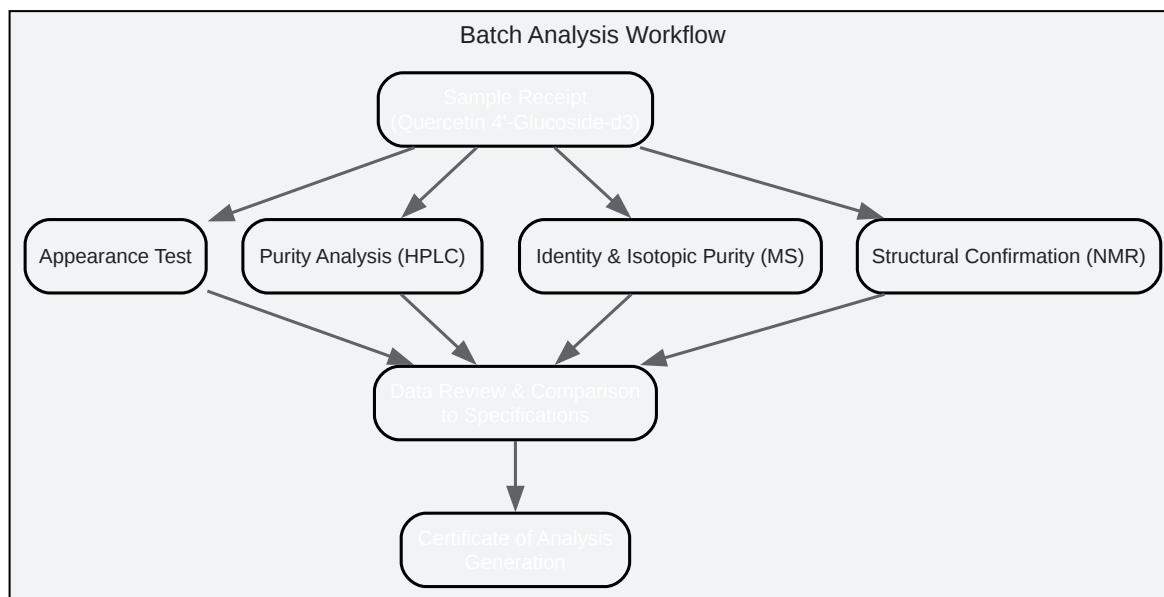 Batch Analysis Workflow
Sample Receipt
(Quercetin 4'-Glucoside-d3)
Appearance Test
Purity Analysis (HPLC)
Identity & Isotopic Purity (MS)
Structural Confirmation (NMR)
Data Review & Comparison
to Specifications
Certificate of Analysis
Generation